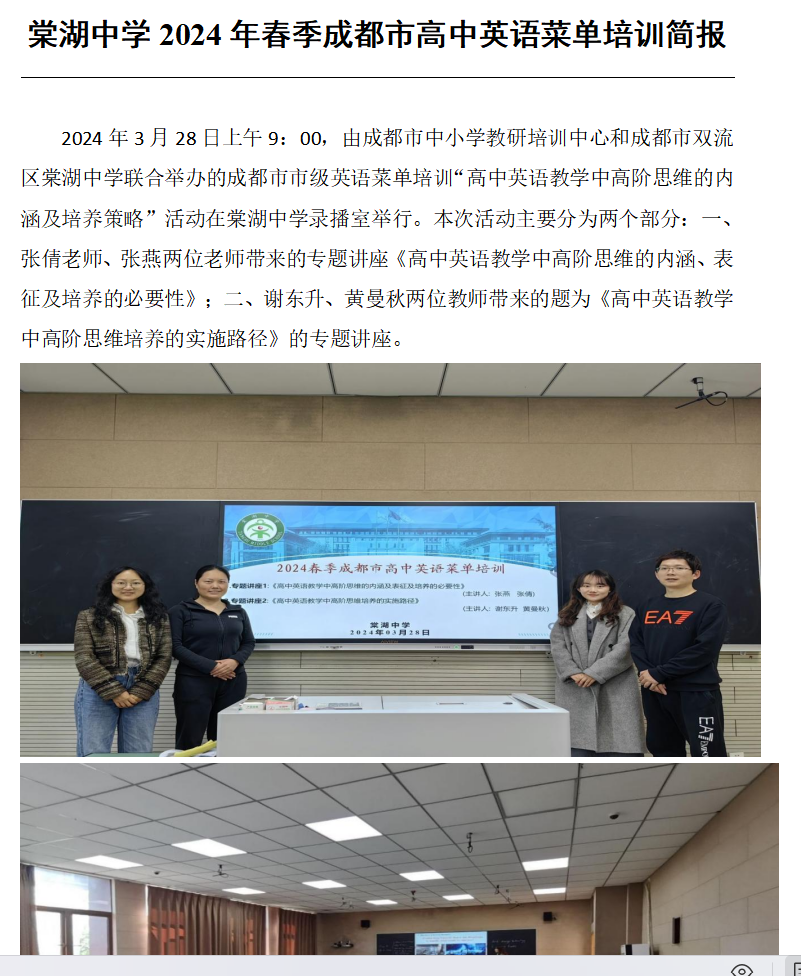 棠湖中学 2024 年春季成都市高中英语菜单培训简报
2024 年 3 月 28 日上午 9：00，由成都市中小学教研培训中心和成都市双流
区棠湖中学联合举办的成都市市级英语菜单培训“高中英语教学中高阶思维的内
涵及培养策略”活动在棠湖中学录播室举行。本次活动主要分为两个部分：一、
张倩老师、张燕两位老师带来的专题讲座《高中英语教学中高阶思维的内涵、表
征及培养的必要性》；二、谢东升、黄曼秋两位教师带来的题为《高中英语教学
中高阶思维培养的实施路径》的专题讲座。
2024春季成都市高中英语菜单培训
专题讲座1:《高中英语教学中高阶思维的内涵及表征及培养的必要性》
(主讲人：张燕 张倩)
专题讲座2:《高中英语教学中高阶思维培养的实施路径》
(主讲人：谢东升 黄曼秋)
棠湖中学
2024年03月28日
EA7
EA7